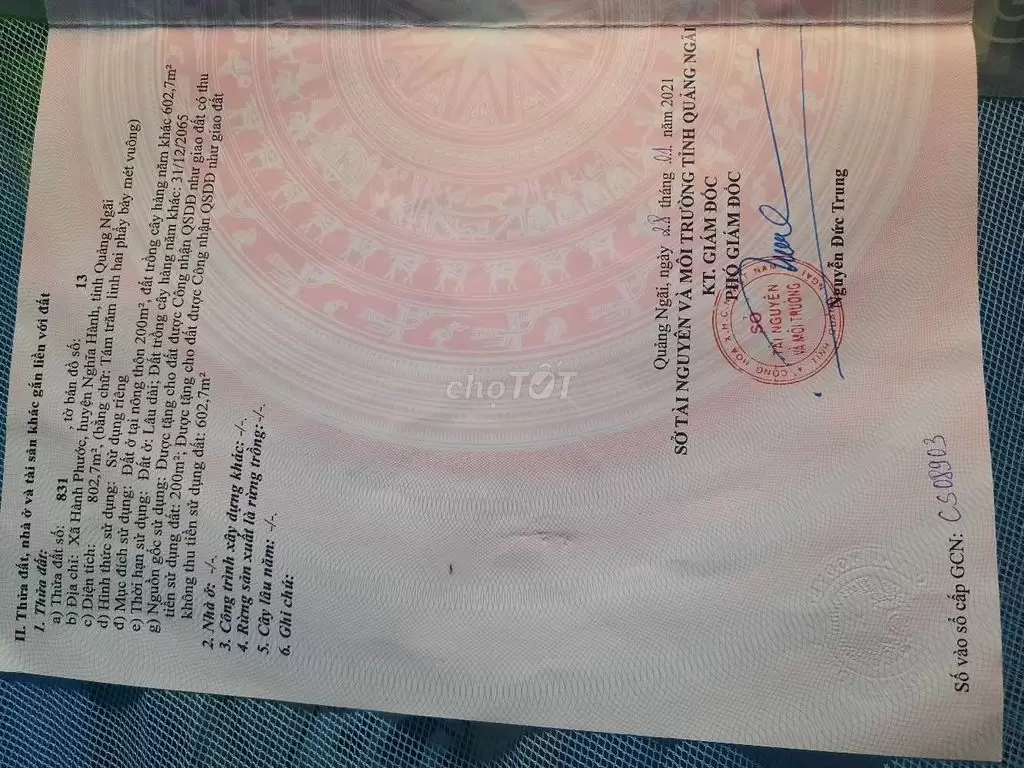 II. Thửa đất, nhà ở và tài sản khác gắn liền với đất
1. Thửa đất:
a) Thửa đất số: 831 , tờ bản đồ số: 13
b) Địa chỉ: Xã Hành Phước, huyện Nghĩa Hành, tỉnh Quảng Ngãi
c) Diện tích: 802,7m², (bằng chữ: Tám trăm linh hai phẩy bảy mét vuông)
d) Hình thức sử dụng: Sử dụng riêng
đ) Mục đích sử dụng: Đất ở tại nông thôn 200m², đất trồng cây hàng năm khác 602,7m²
e) Thời hạn sử dụng: Đất ở: Lâu dài; Đất trồng cây hàng năm khác: 31/12/2065
g) Nguồn gốc sử dụng: Được tặng cho đất được Công nhân QSDĐ như giao đất có thu
tiền sử dụng đất: 200m²; Được tặng cho đất được Công nhận QSDĐ như giao đất
không thu tiền sử dụng đất: 602,7m²
2. Nhà ở: -/-.
3. Công trình xây dựng khác: -/-.
4. Rừng sản xuất là rừng trồng: -/-.
5. Cây lâu năm: -/-.
6. Ghi chú:
chợTỐT
Quảng Ngãi, ngày 28 tháng 01 năm 2021
SỞ TÀI NGUYÊN VÀ MÔI TRƯỜNG TỈNH QUẢNG NGÃI
KT. GIÁM ĐỐC
PHÓ GIÁM ĐỐC
SỞ
TÀI NGUYÊN
VÀ MÔI TRƯỜNG
Nguyễn Đức Trung
Số vào sổ cấp GCN: CS 08903